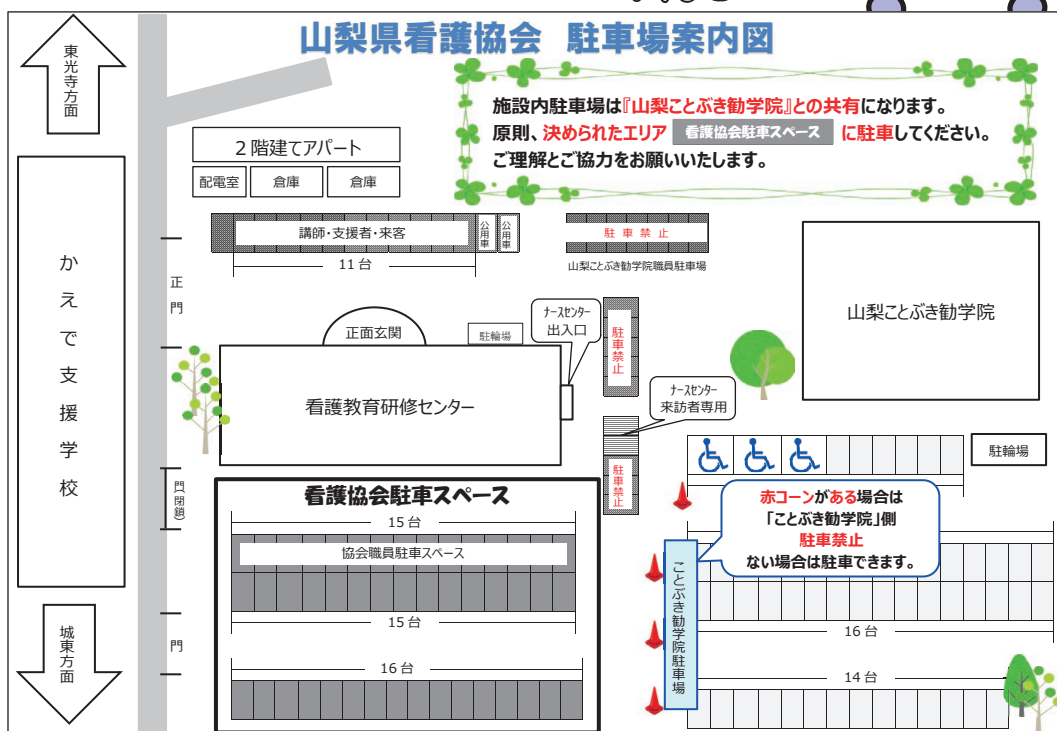 山梨県看護協会 駐車場案内図
東光寺方面
施設内駐車場は『山梨ことぶき勧学院』との共有になります。
原則、決められたエリア 看護協会駐車スペース に駐車してください。
ご理解とご協力をお願いいたします。
2階建てアパート
配電室 倉庫 倉庫
講師・支援者・来客 公用車 公用車
11台
駐車禁止
山梨ことぶき勧学院職員駐車場
かえで支援学校
正門
正面玄関
駐輪場
ナースセンター
出入口
駐車禁止
山梨ことぶき勧学院
看護教育研修センター
ナースセンター
来訪者専用
駐車禁止
駐輪場
門(閉鎖)
看護協会駐車スペース
15台
協会職員駐車スペース
15台
16台
赤コーンがある場合は
「ことぶき勧学院」側
駐車禁止
ない場合は駐車できます。
ことぶき勧学院駐車場
16台
14台
門
城東方面